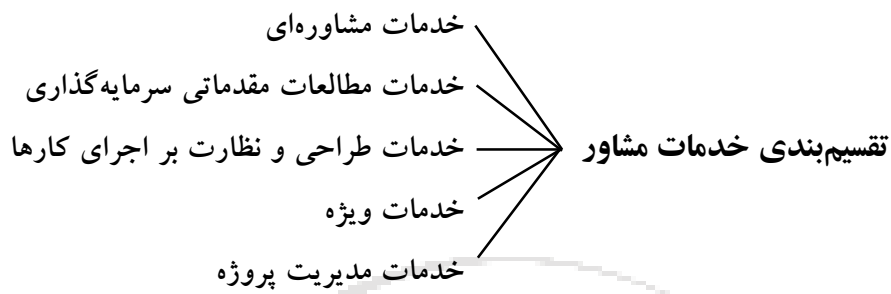 تقسیم‌بندی خدمات مشاور
خدمات مشاوره‌ای
خدمات مطالعات مقدماتی سرمایه‌گذاری
خدمات طراحی و نظارت بر اجرای کارها
خدمات ویژه
خدمات مدیریت پروژه